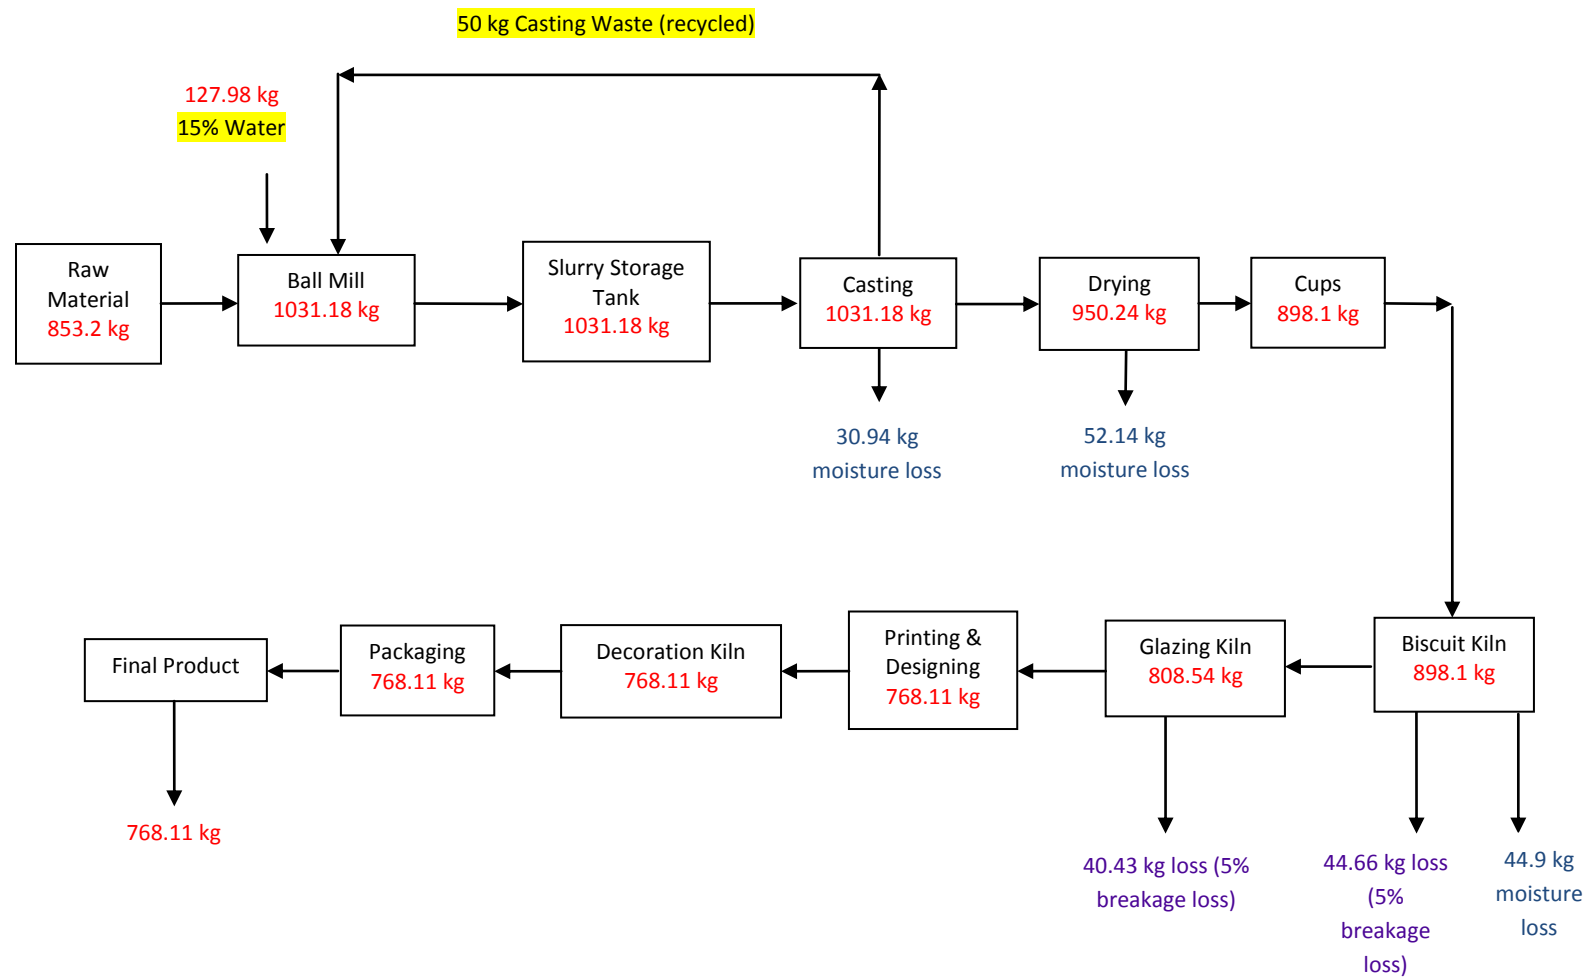 50 kg Casting Waste (recycled)
127.98 kg
15% Water
Raw
Material
853.2 kg
Ball Mill
1031.18 kg
Slurry Storage
Tank
1031.18 kg
Casting
1031.18 kg
Drying
950.24 kg
Cups
898.1 kg
30.94 kg
moisture loss
52.14 kg
moisture loss
Final Product
Packaging
768.11 kg
Decoration Kiln
768.11 kg
Printing &
Designing
768.11 kg
Glazing Kiln
808.54 kg
Biscuit Kiln
898.1 kg
768.11 kg
40.43 kg loss (5%
breakage loss)
44.66 kg loss
(5%
breakage
loss)
44.9 kg
moisture
loss